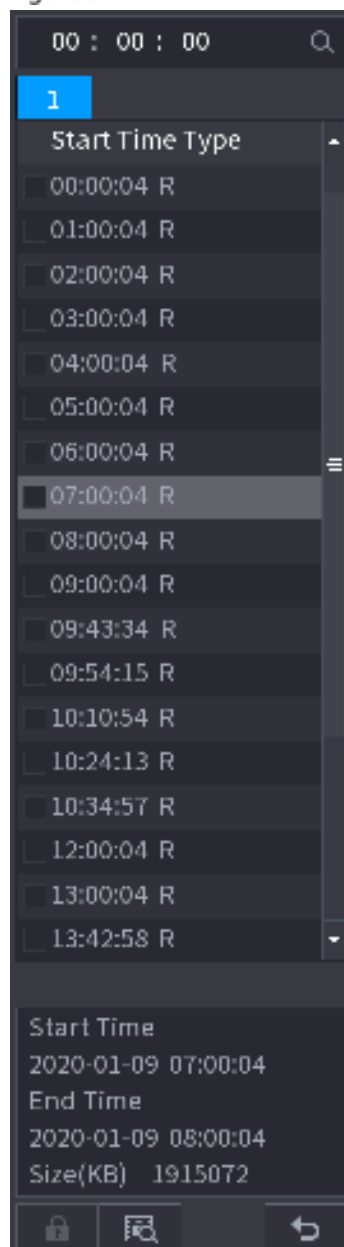 00 : 00 : 00
1
Start Time Type
00:00:04 R
01:00:04 R
02:00:04 R
03:00:04 R
04:00:04 R
05:00:04 R
06:00:04 R
07:00:04 R
08:00:04 R
09:00:04 R
09:43:34 R
09:54:15 R
10:10:54 R
10:24:13 R
10:34:57 R
12:00:04 R
13:00:04 R
13:42:58 R
Start Time
2020-01-09 07:00:04
End Time
2020-01-09 08:00:04
Size(KB) 1915072